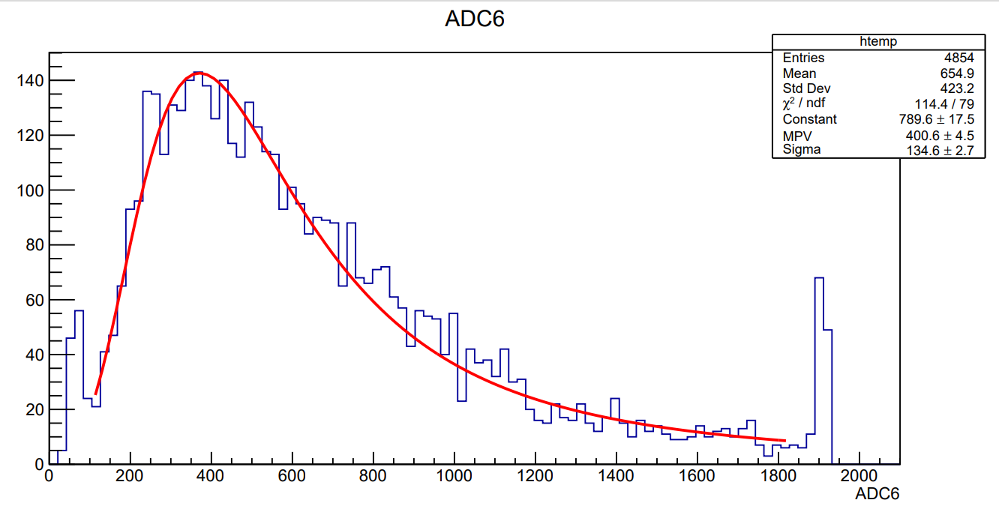 ADC6
htemp
Entries 4854
Mean 654.9
Std Dev 423.2
χ² / ndf 114.4 / 79
Constant 789.6 ± 17.5
MPV 400.6 ± 4.5
Sigma 134.6 ± 2.7
140
120
100
80
60
40
20
0
0 200 400 600 800 1000 1200 1400 1600 1800 2000
ADC6